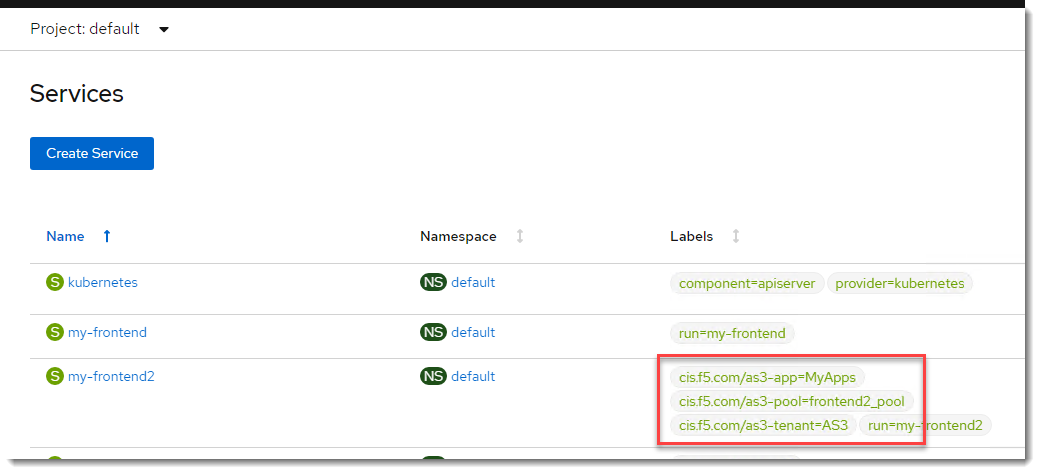 Project: default
Services
Create Service
Name Namespace Labels
S kubernetes NS default component=apiserver provider=kubernetes
S my-frontend NS default run=my-frontend
S my-frontend2 NS default cis.f5.com/as3-app=MyApps
cis.f5.com/as3-pool=frontend2_pool
cis.f5.com/as3-tenant=AS3 run=my-frontend2